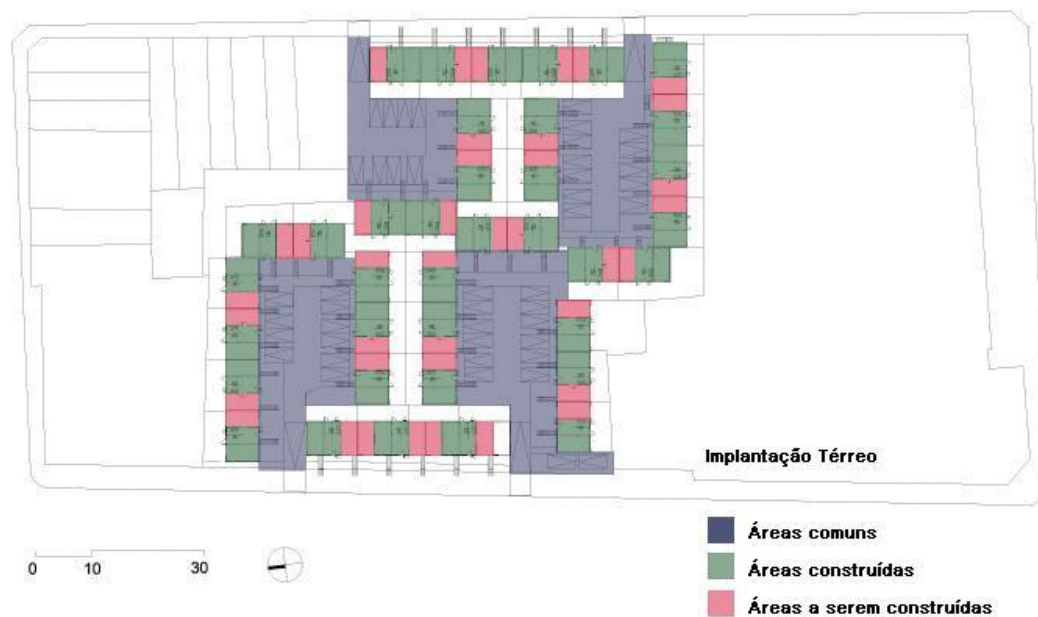 Implantação Térreo
Áreas comuns
Áreas construídas
Áreas a serem construídas
0 10 30